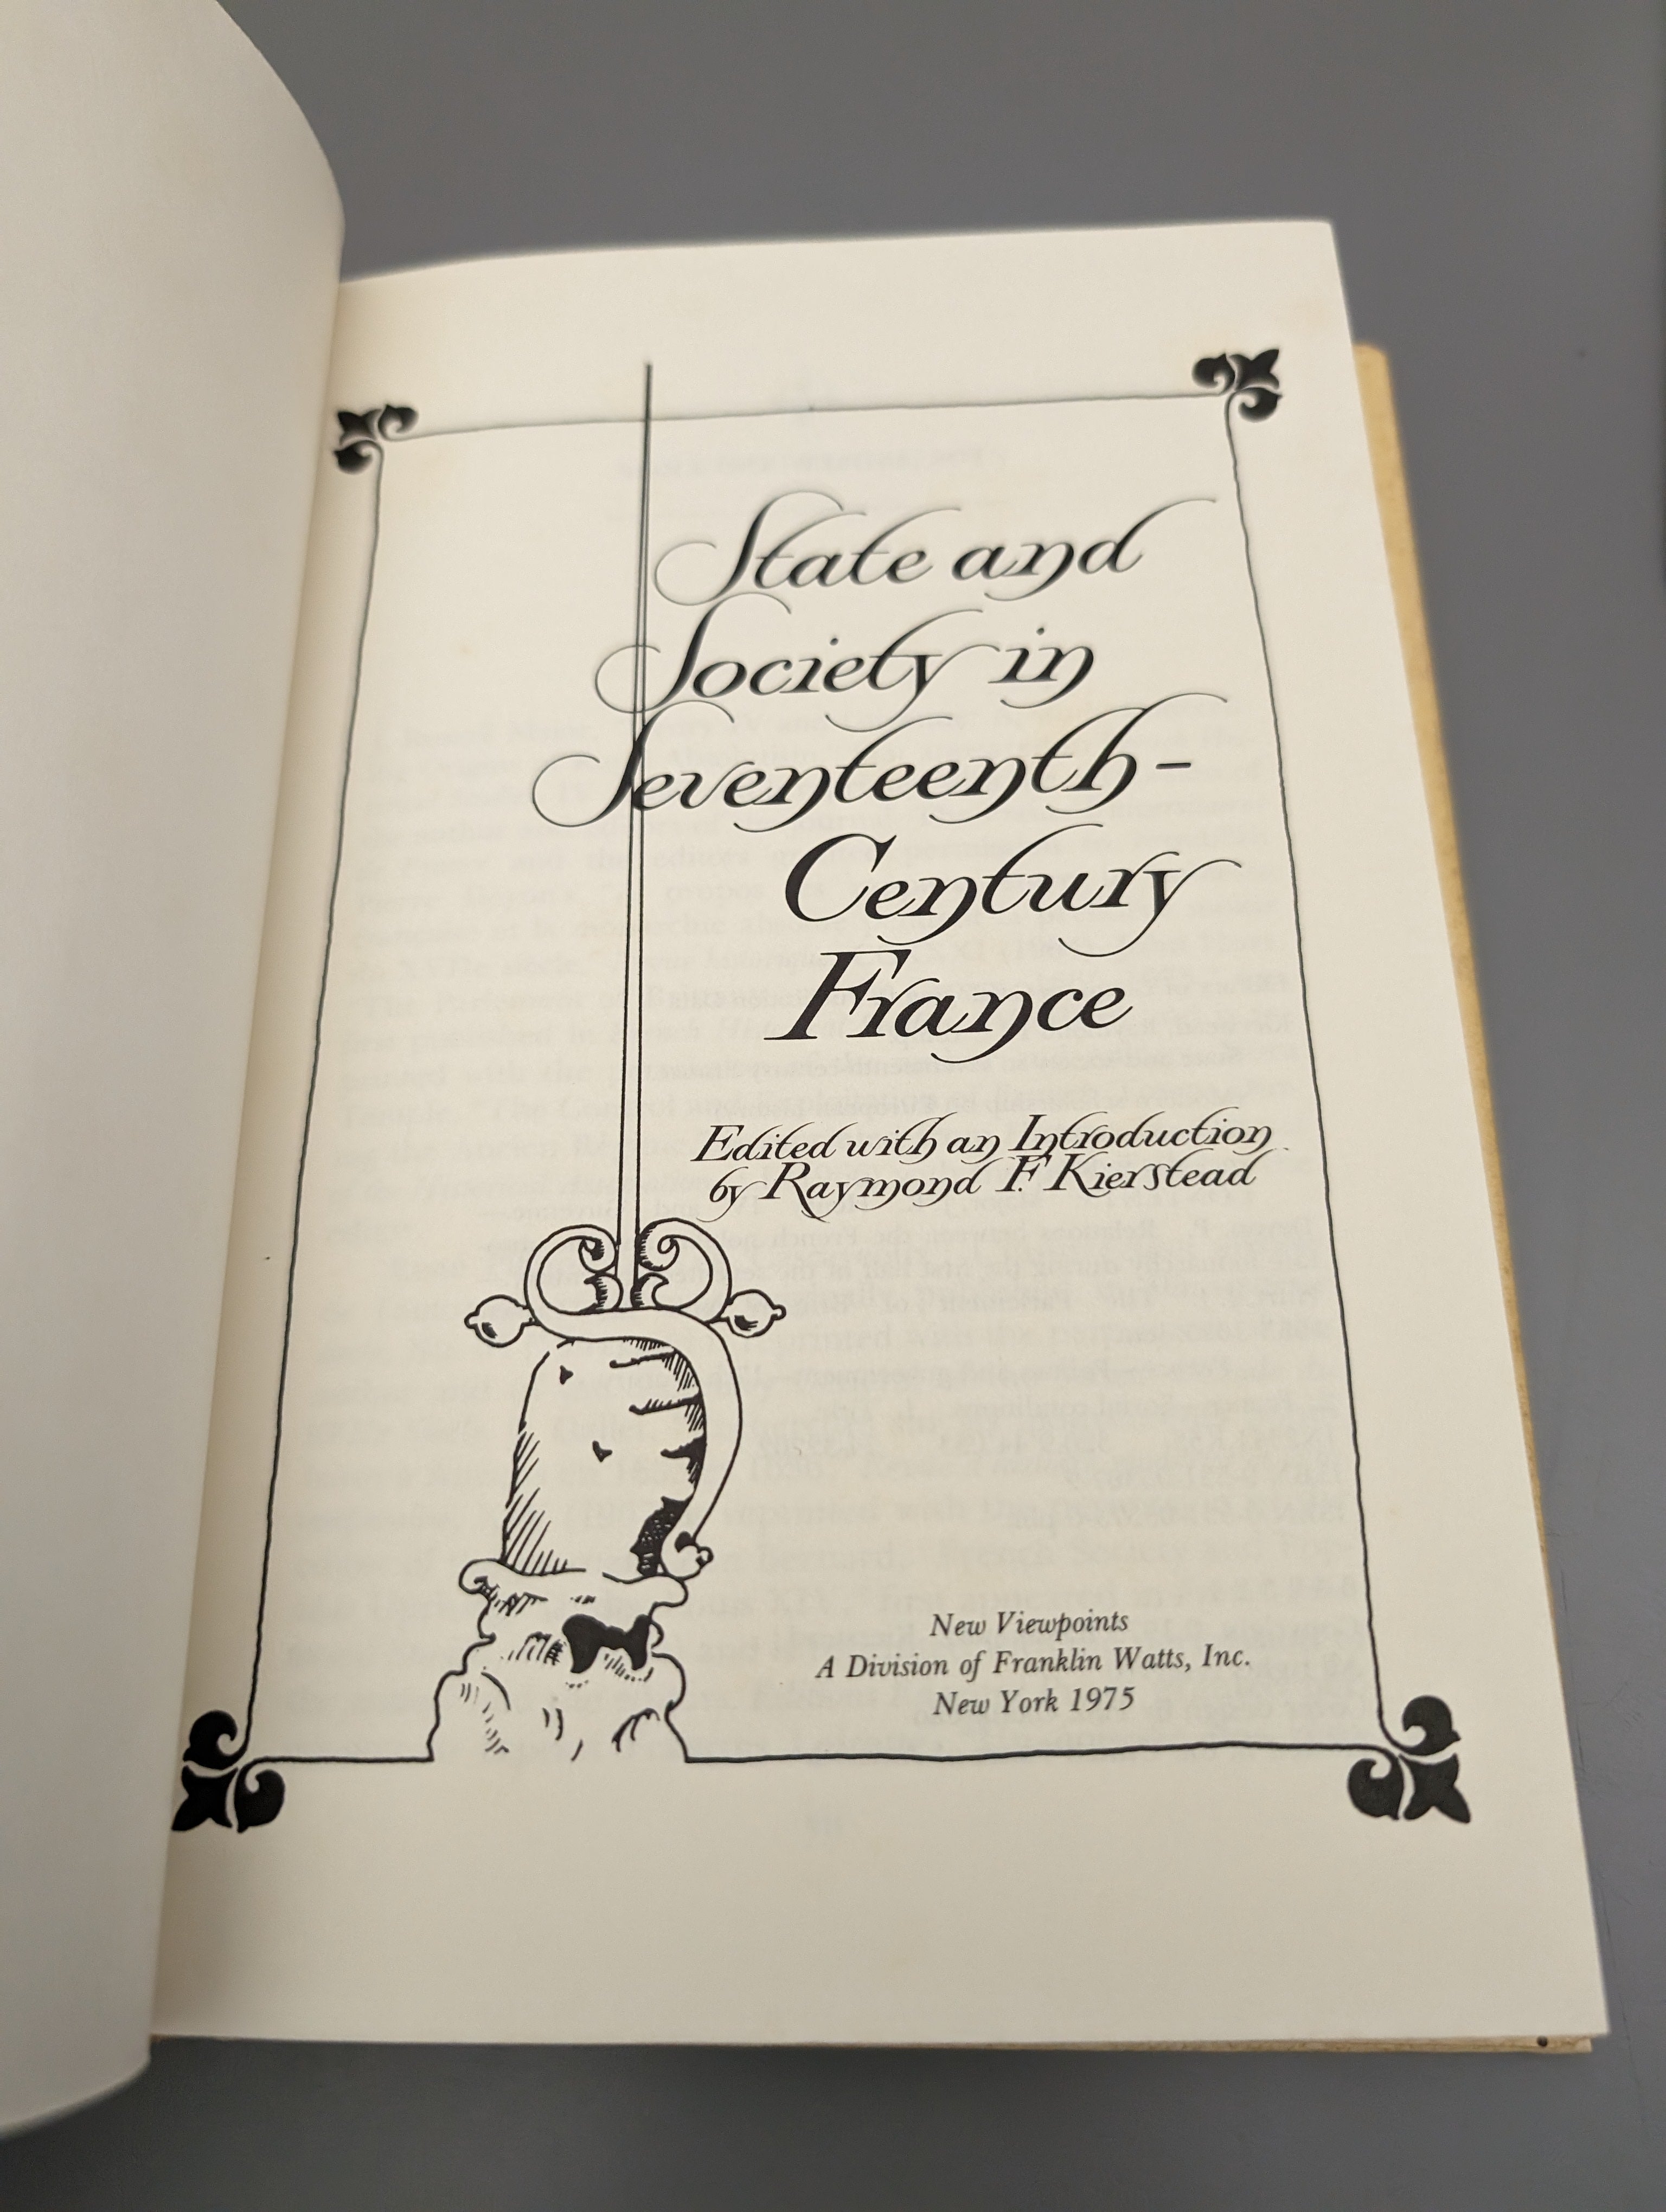 State and
Society in
Seventeenth-
Century
France
Edited with an Introduction
by Raymond F. Kierstead
New Viewpoints
A Division of Franklin Watts, Inc.
New York 1975